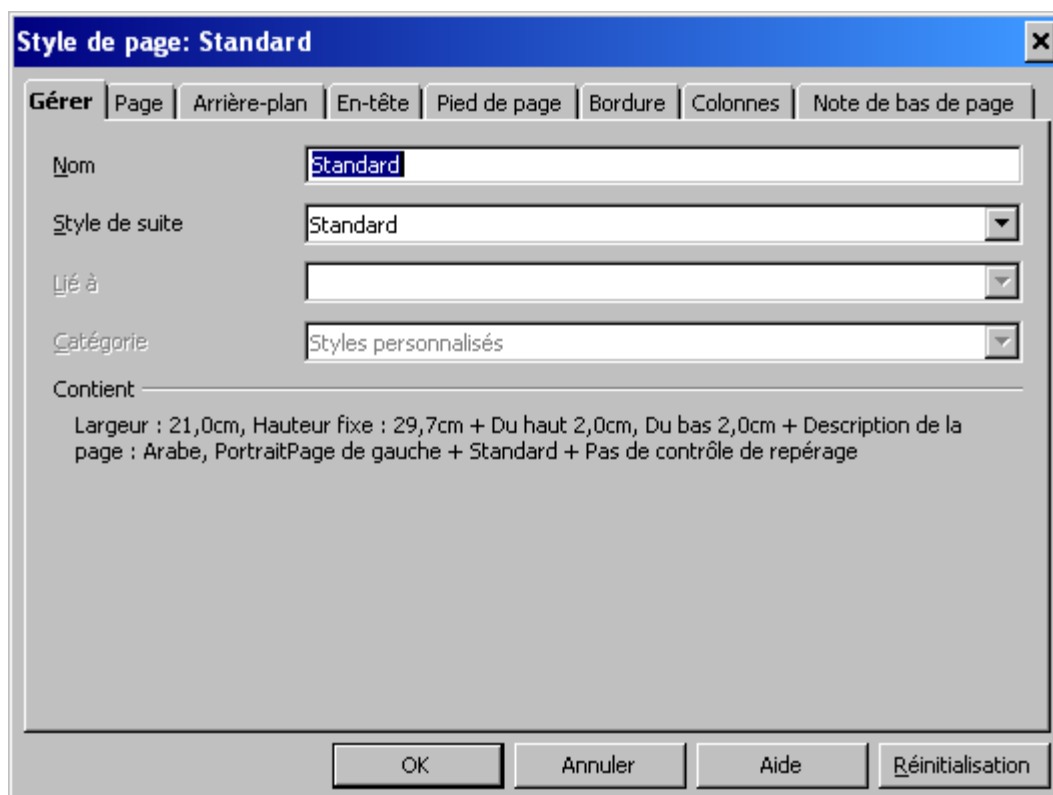 Style de page: Standard
Gérer Page Arrière-plan En-tête Pied de page Bordure Colonnes Note de bas de page
Nom Standard
Style de suite Standard
Lié à
Catégorie Styles personnalisés
Contient
Largeur : 21,0cm, Hauteur fixe : 29,7cm + Du haut 2,0cm, Du bas 2,0cm + Description de la
page : Arabe, PortraitPage de gauche + Standard + Pas de contrôle de repérage
OK Annuler Aide Réinitialisation